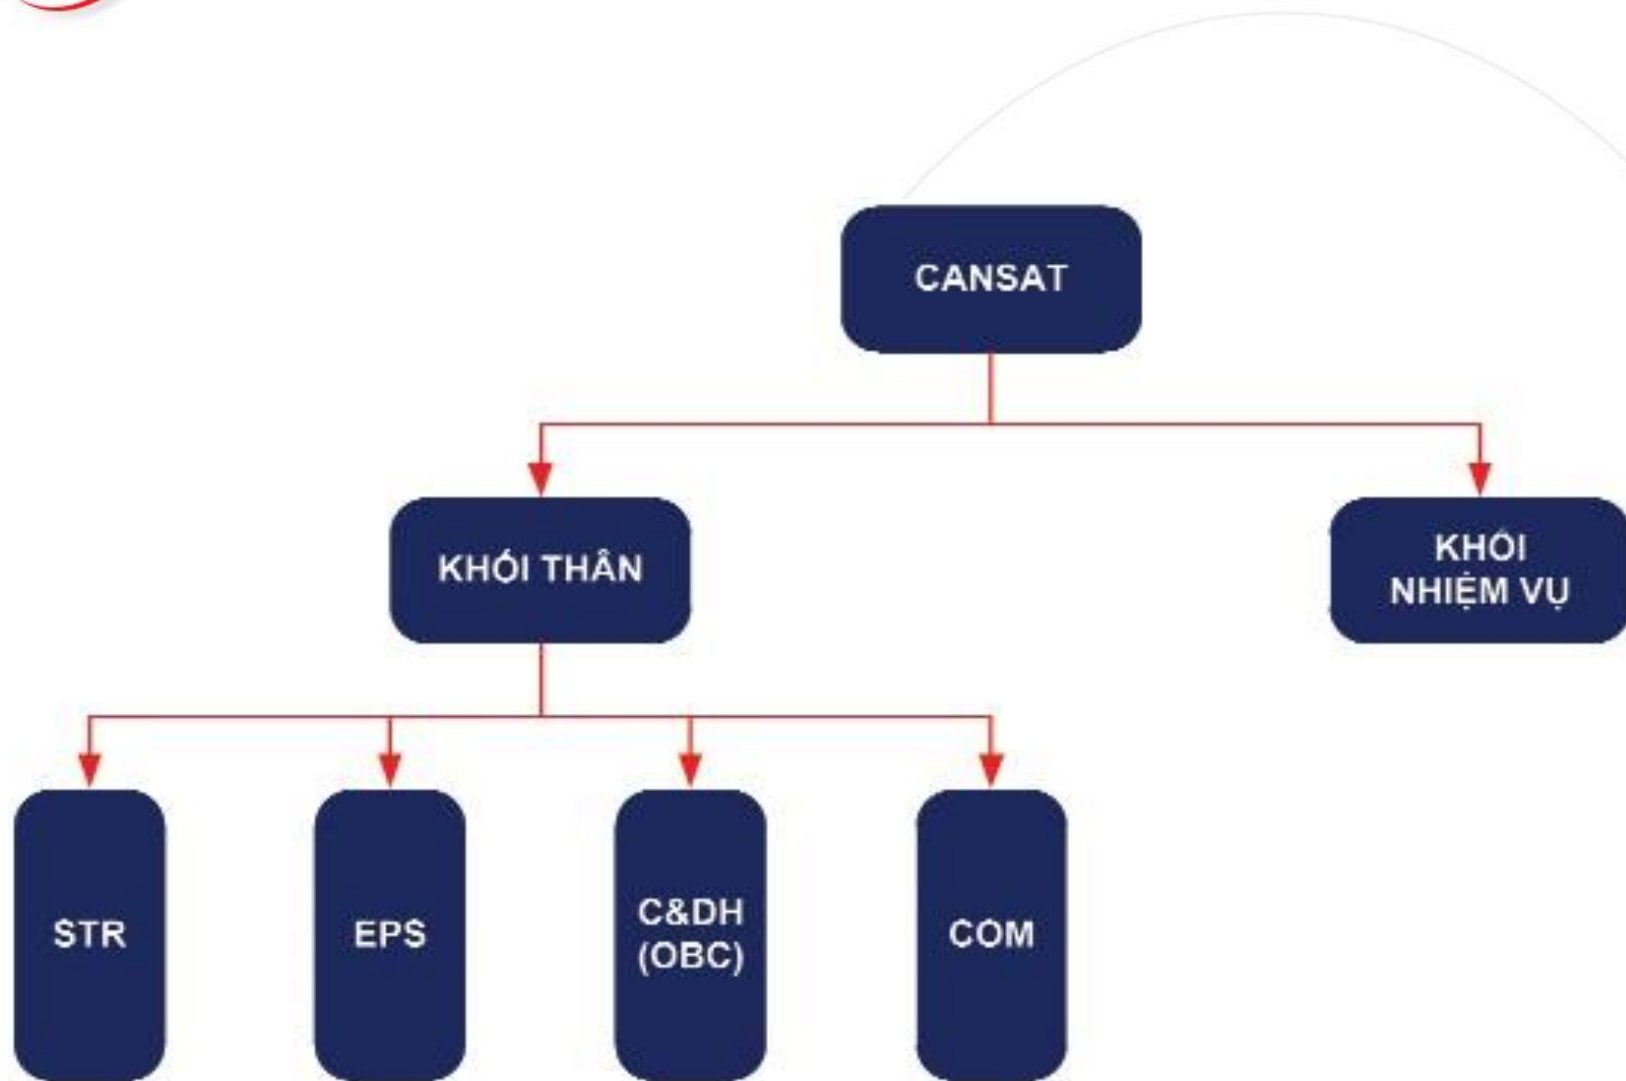 CANSAT
KHỐI THÂN
KHỐI
NHIỆM VỤ
STR
EPS
C&DH
(OBC)
COM